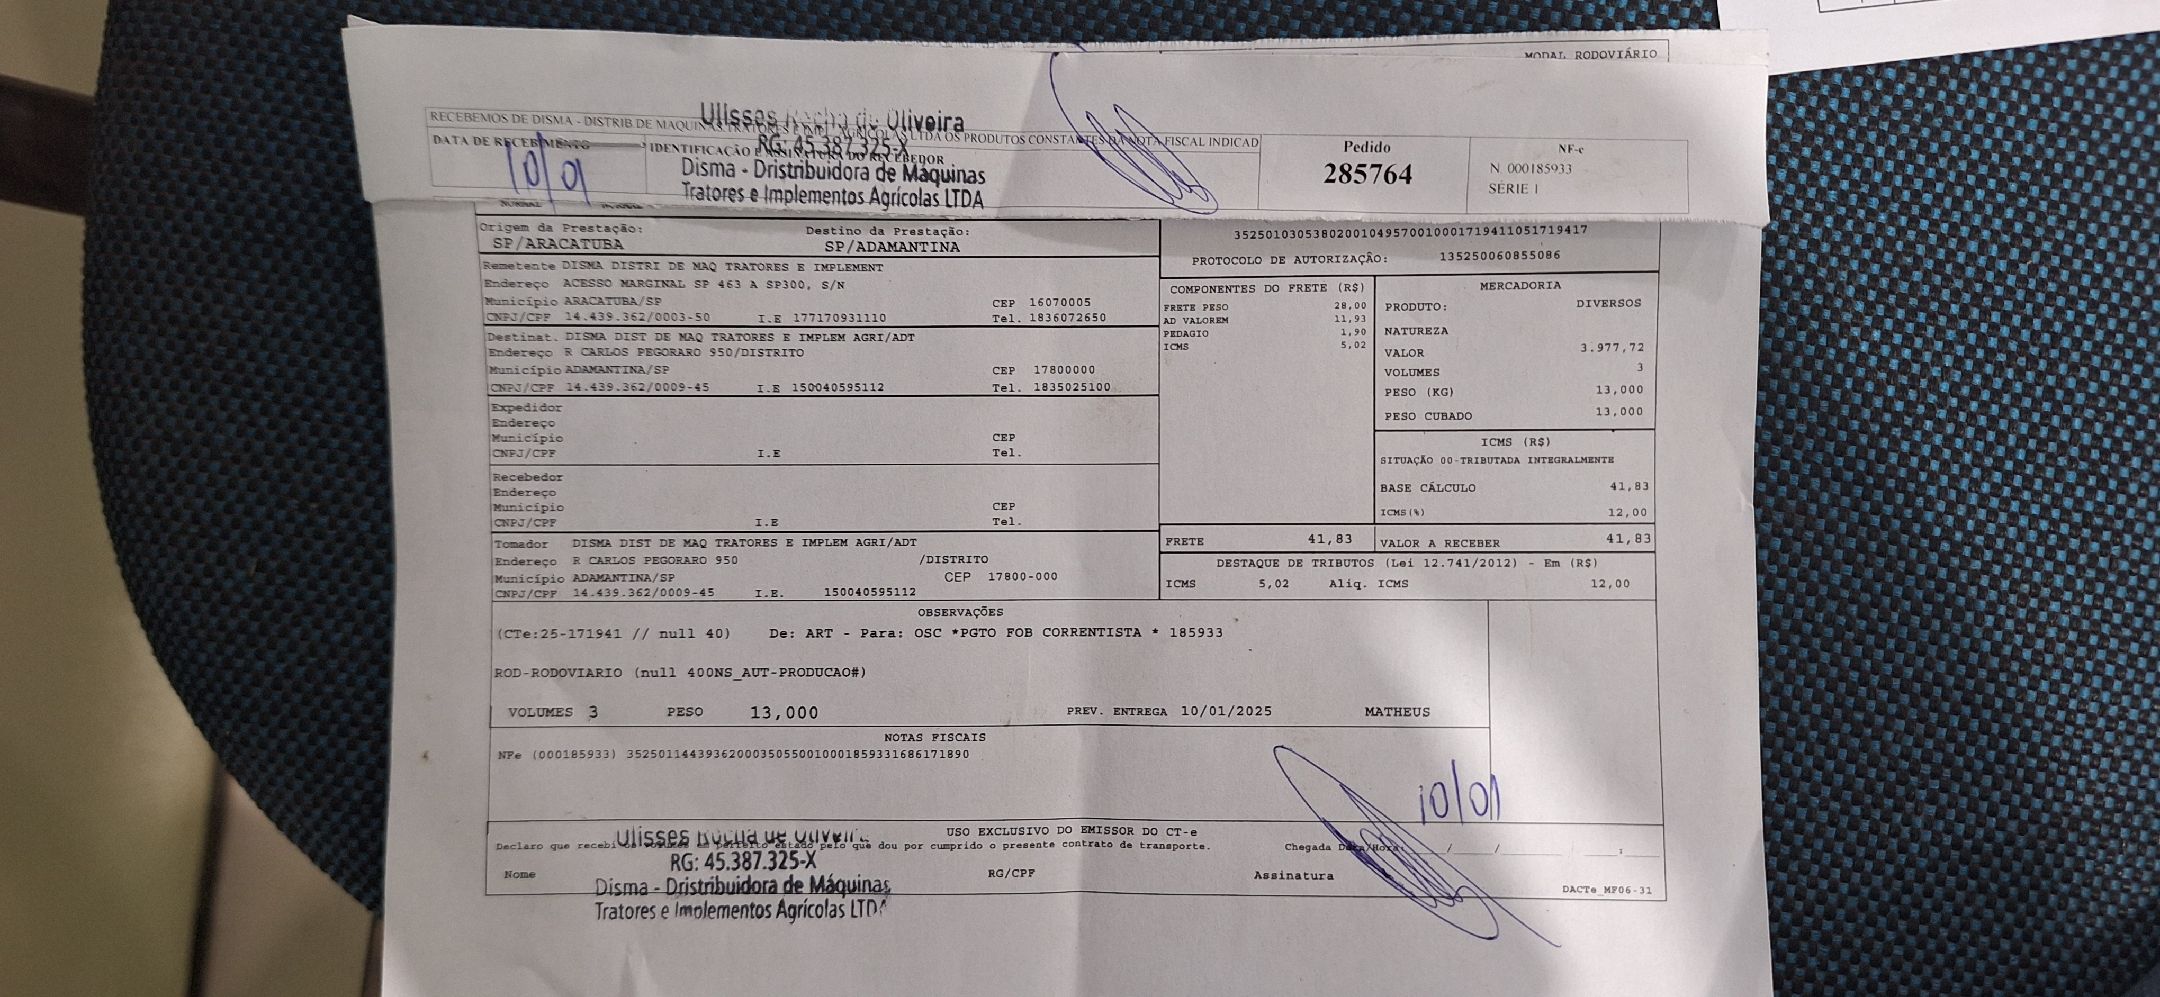 MODAL RODOVIÁRIO
Ulisses Rocha de Oliveira
RECEBEMOS DE DISMA - DISTRIB DE MAQUINAS TRATORES E IMPL AGRÍCOLAS LTDA OS PRODUTOS CONSTANTES DA NOTA FISCAL INDICAD
DATA DE RECEBIMENTO
IDENTIFICAÇÃO E ASSINATURA DO RECEBEDOR
RG: 45.387.325-X
Disma - Dristribuidora de Máquinas
Tratores e Implementos Agrícolas LTDA
10/01
Pedido
285764
NF-e
N. 000185933
SÉRIE 1
NORMAL
Origem da Prestação:
SP/ARACATUBA
Destino da Prestação:
SP/ADAMANTINA
35250103053802001049570010001719411051719417
PROTOCOLO DE AUTORIZAÇÃO: 135250060855086
Remetente DISMA DISTRI DE MAQ TRATORES E IMPLEMENT
Endereço ACESSO MARGINAL SP 463 A SP300, S/N
Município ARACATUBA/SP CEP 16070005
CNPJ/CPF 14.439.362/0003-50 I.E 177170931110 Tel. 1836072650
Destinat. DISMA DIST DE MAQ TRATORES E IMPLEM AGRI/ADT
Endereço R CARLOS PEGORARO 950/DISTRITO
Município ADAMANTINA/SP CEP 17800000
CNPJ/CPF 14.439.362/0009-45 I.E 150040595112 Tel. 1835025100
Expedidor
Endereço
Município CEP
CNPJ/CPF I.E Tel.
Recebedor
Endereço
Município CEP
CNPJ/CPF I.E Tel.
Tomador DISMA DIST DE MAQ TRATORES E IMPLEM AGRI/ADT
Endereço R CARLOS PEGORARO 950 /DISTRITO
Município ADAMANTINA/SP CEP 17800-000
CNPJ/CPF 14.439.362/0009-45 I.E. 150040595112
COMPONENTES DO FRETE (R$)
FRETE PESO 28,00
AD VALOREM 11,93
PEDAGIO 1,90
ICMS 5,02
MERCADORIA
PRODUTO: DIVERSOS
NATUREZA
VALOR 3.977,72
VOLUMES 3
PESO (KG) 13,000
PESO CUBADO 13,000
ICMS (R$)
SITUAÇÃO 00-TRIBUTADA INTEGRALMENTE
BASE CÁLCULO 41,83
ICMS(%) 12,00
FRETE 41,83 VALOR A RECEBER 41,83
DESTAQUE DE TRIBUTOS (Lei 12.741/2012) - Em (R$)
ICMS 5,02 Aliq. ICMS 12,00
OBSERVAÇÕES
(CTe:25-171941 // null 40) De: ART - Para: OSC *PGTO FOB CORRENTISTA * 185933
ROD-RODOVIARIO (null 400NS_AUT-PRODUCAO#)
VOLUMES 3 PESO 13,000 PREV. ENTREGA 10/01/2025 MATHEUS
NOTAS FISCAIS
NFe (000185933) 35250114439362000350550010001859331686171890
10/01
USO EXCLUSIVO DO EMISSOR DO CT-e
Ulisses Rocha de Oliveira
Declaro que recebi os volumes em perfeito estado pelo que dou por cumprido o presente contrato de transporte.
Chegada Data/Hora: / / :
RG: 45.387.325-X
Nome RG/CPF Assinatura
Disma - Dristribuidora de Máquinas
Tratores e Implementos Agrícolas LTDA
DACTe_MF06-31